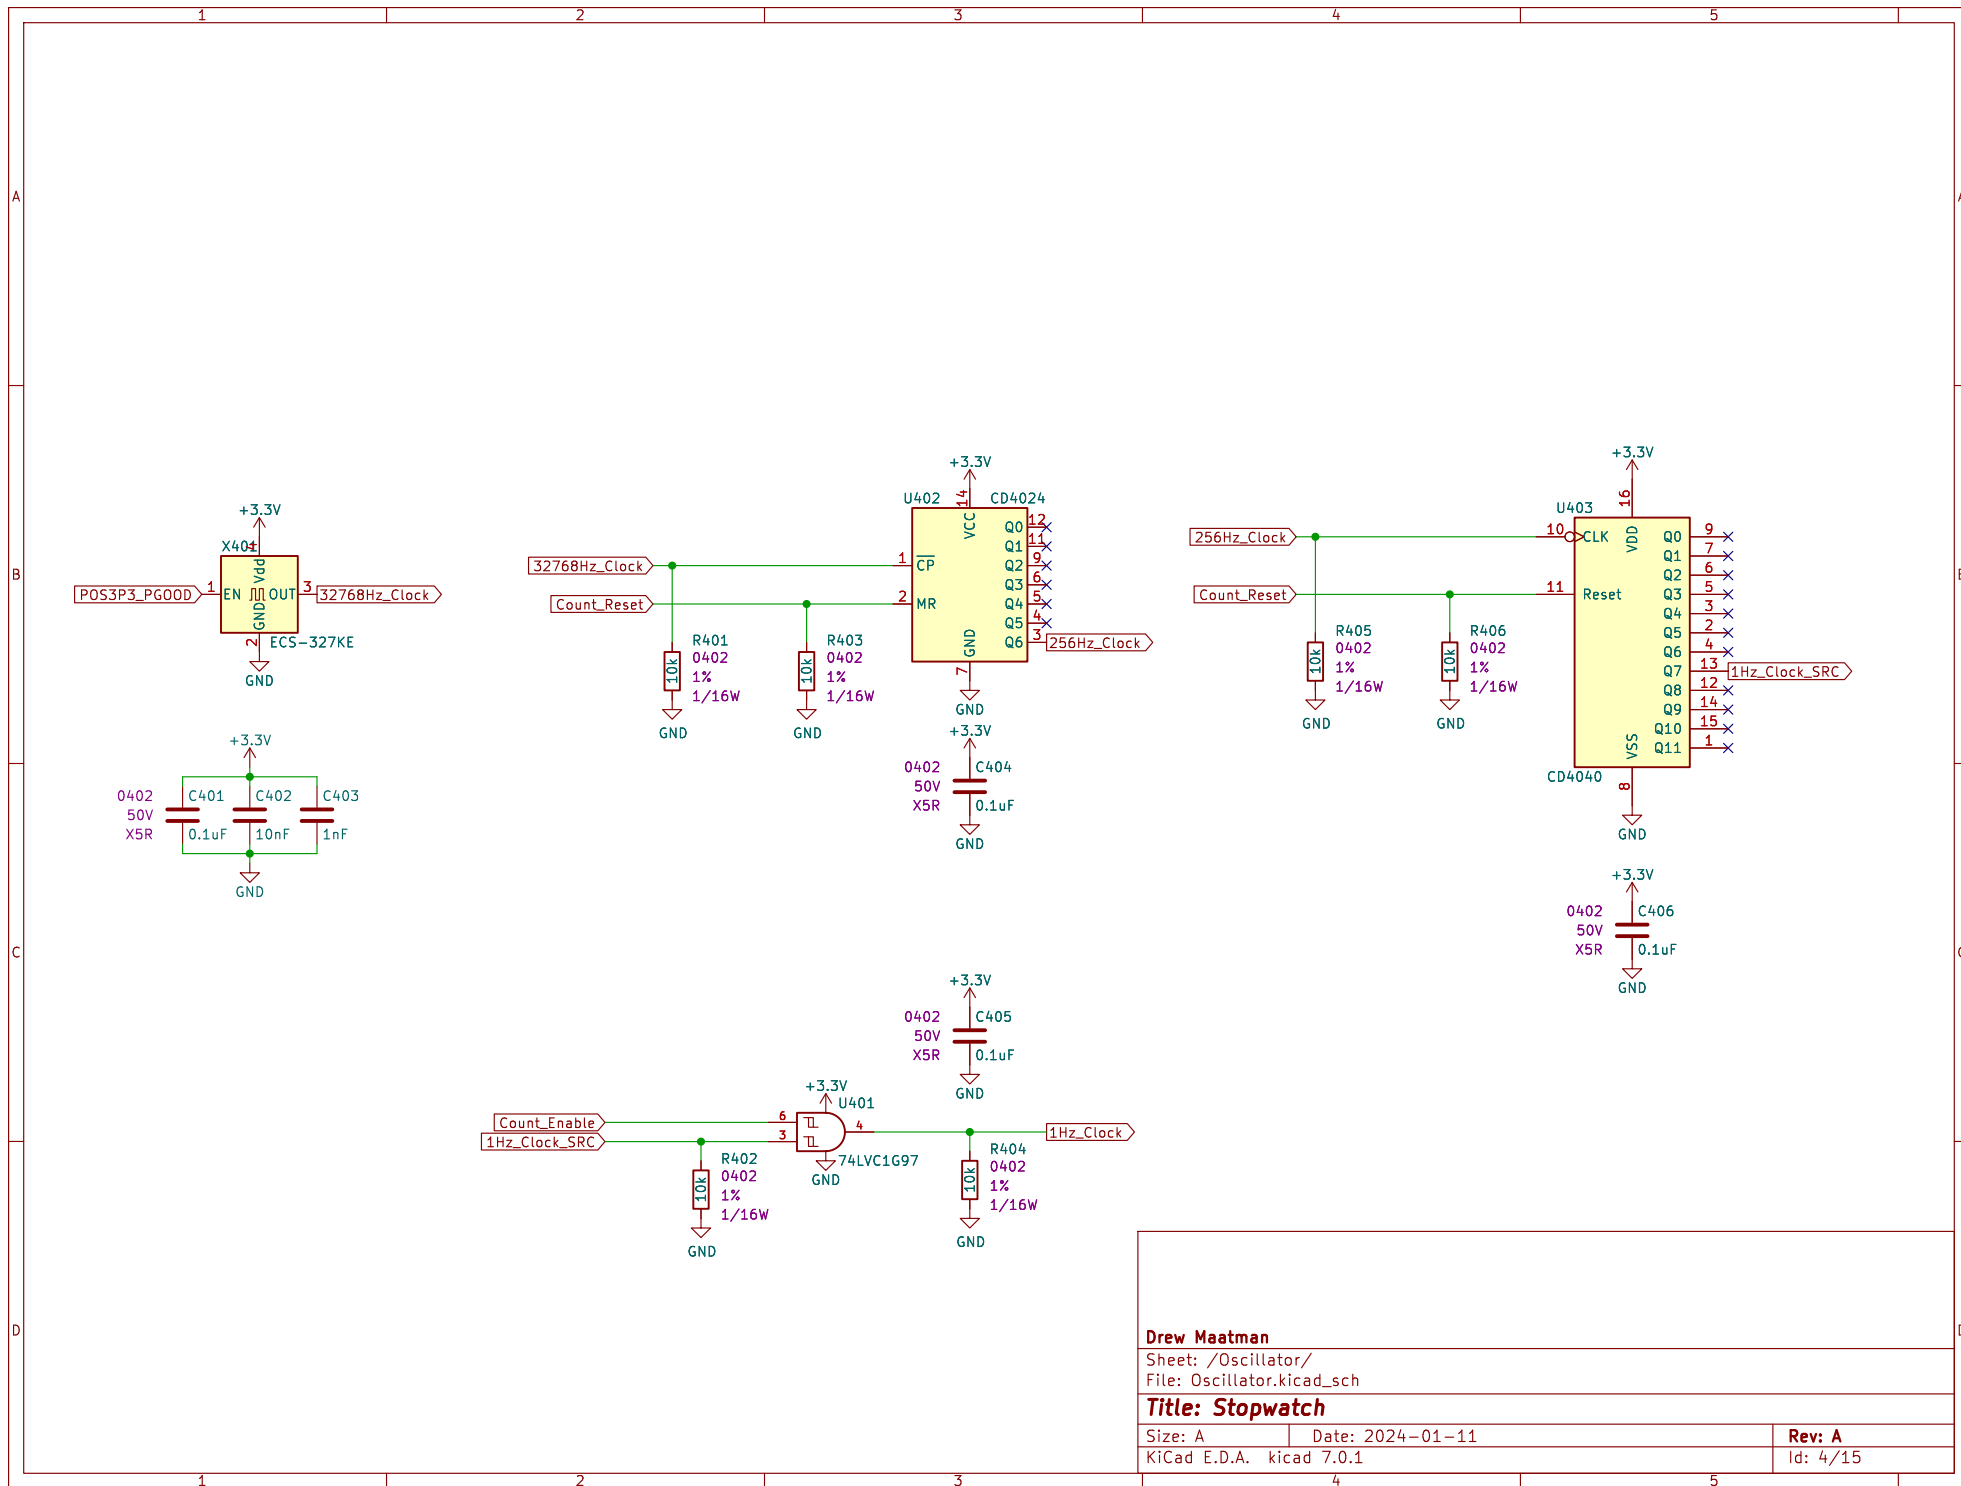 1 2 3 4 5
A
B
C
D
+3.3V
X401
4
Vdd
POS3P3_PGOOD
1
EN
OUT
3
32768Hz_Clock
GND
2
ECS-327KE
GND
+3.3V
0402
50V
X5R
C401
0.1uF
C402
10nF
C403
1nF
GND
+3.3V
U402
14
CD4024
VCC
32768Hz_Clock
1
CP
Count_Reset
2
MR
Q0 12
Q1 11
Q2 9
Q3 6
Q4 5
Q5 4
Q6 3
256Hz_Clock
GND
7
GND
R401
0402
1%
1/16W
10k
GND
R403
0402
1%
1/16W
10k
GND
+3.3V
0402
50V
X5R
C404
0.1uF
GND
+3.3V
16
U403
VDD
256Hz_Clock
10
CLK
Count_Reset
11
Reset
Q0 9
Q1 7
Q2 6
Q3 5
Q4 3
Q5 2
Q6 4
Q7 13
1Hz_Clock_SRC
Q8 12
Q9 14
Q10 15
Q11 1
VSS
CD4040
8
GND
R405
0402
1%
1/16W
10k
GND
R406
0402
1%
1/16W
10k
GND
+3.3V
0402
50V
X5R
C406
0.1uF
GND
+3.3V
0402
50V
X5R
C405
0.1uF
GND
+3.3V
U401
Count_Enable
6
1Hz_Clock_SRC
3
4
1Hz_Clock
74LVC1G97
GND
R402
0402
1%
1/16W
10k
GND
R404
0402
1%
1/16W
10k
GND
Drew Maatman
Sheet: /Oscillator/
File: Oscillator.kicad_sch
Title: Stopwatch
Size: A Date: 2024-01-11 Rev: A
KiCad E.D.A. kicad 7.0.1 Id: 4/15
1 2 3 4 5